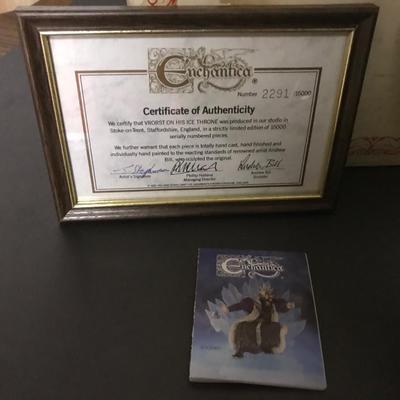 Enchantica ®
Number 2291 /15000
Certificate of Authenticity
We certify that VRORST ON HIS ICE THRONE was produced in our studio in
Stoke-on-Trent, Staffordshire, England, in a strictly limited edition of 15000
serially numbered pieces.
We further warrant that each piece is totally hand cast, hand finished and
individually hand painted to the exacting standards of renowned artist Andrew
Bill, who sculpted the original.
Artist's Signature
Managing Director
Andrew Bill
Sculptor
Enchantica